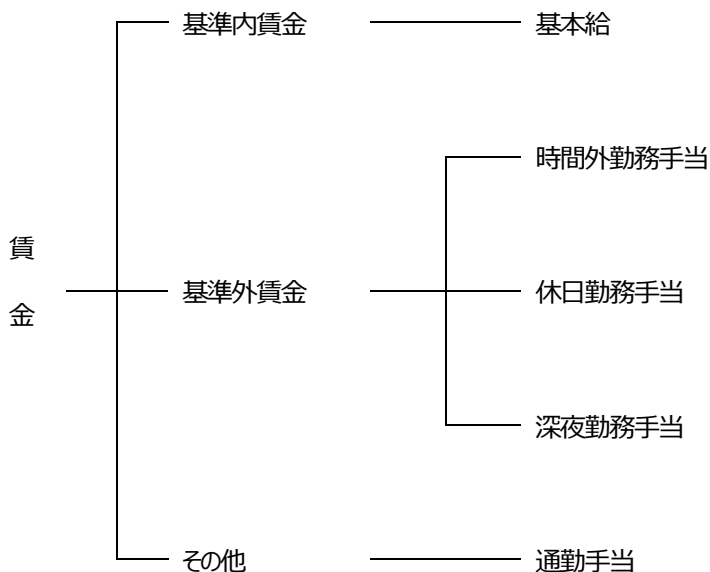 基準内賃金 基本給
時間外勤務手当
賃金
基準外賃金 休日勤務手当
深夜勤務手当
その他 通勤手当